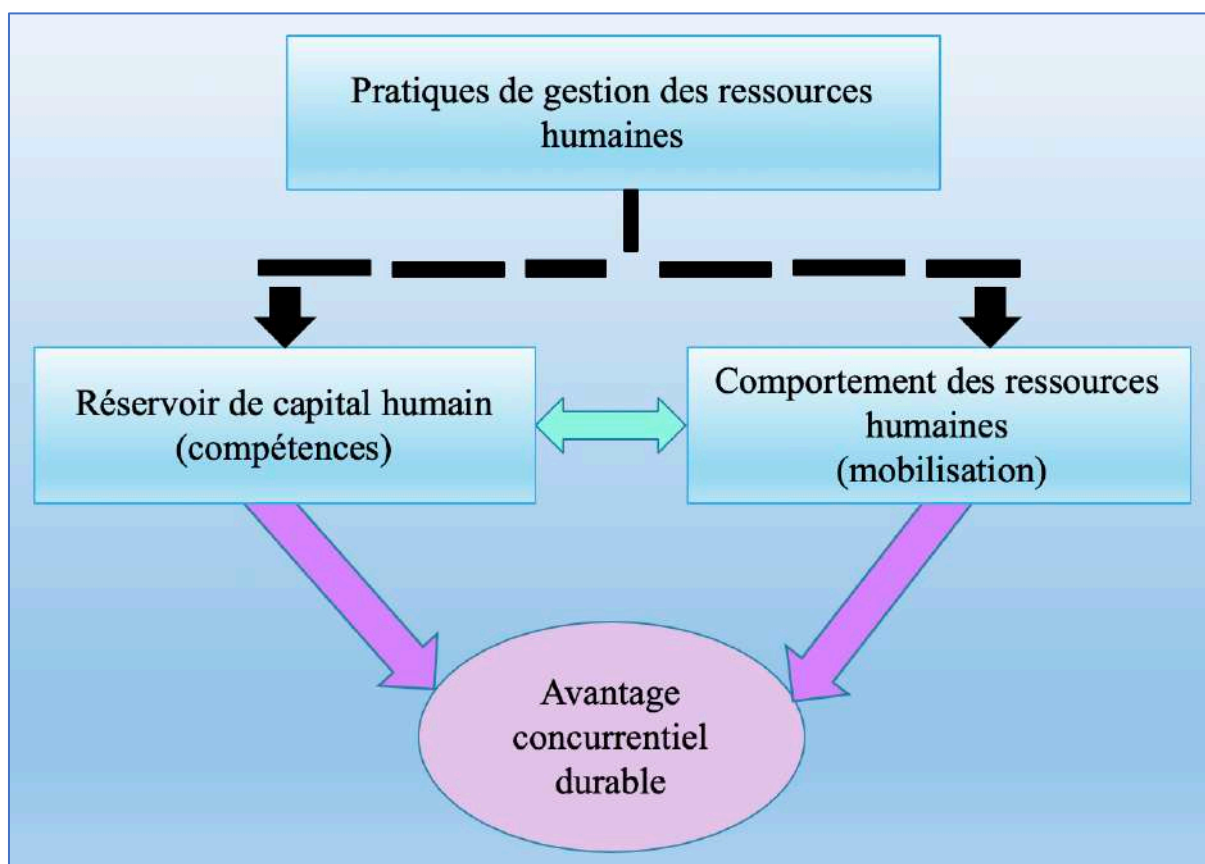 Pratiques de gestion des ressources
humaines
Réservoir de capital humain
(compétences)
Comportement des ressources
humaines
(mobilisation)
Avantage
concurrentiel
durable